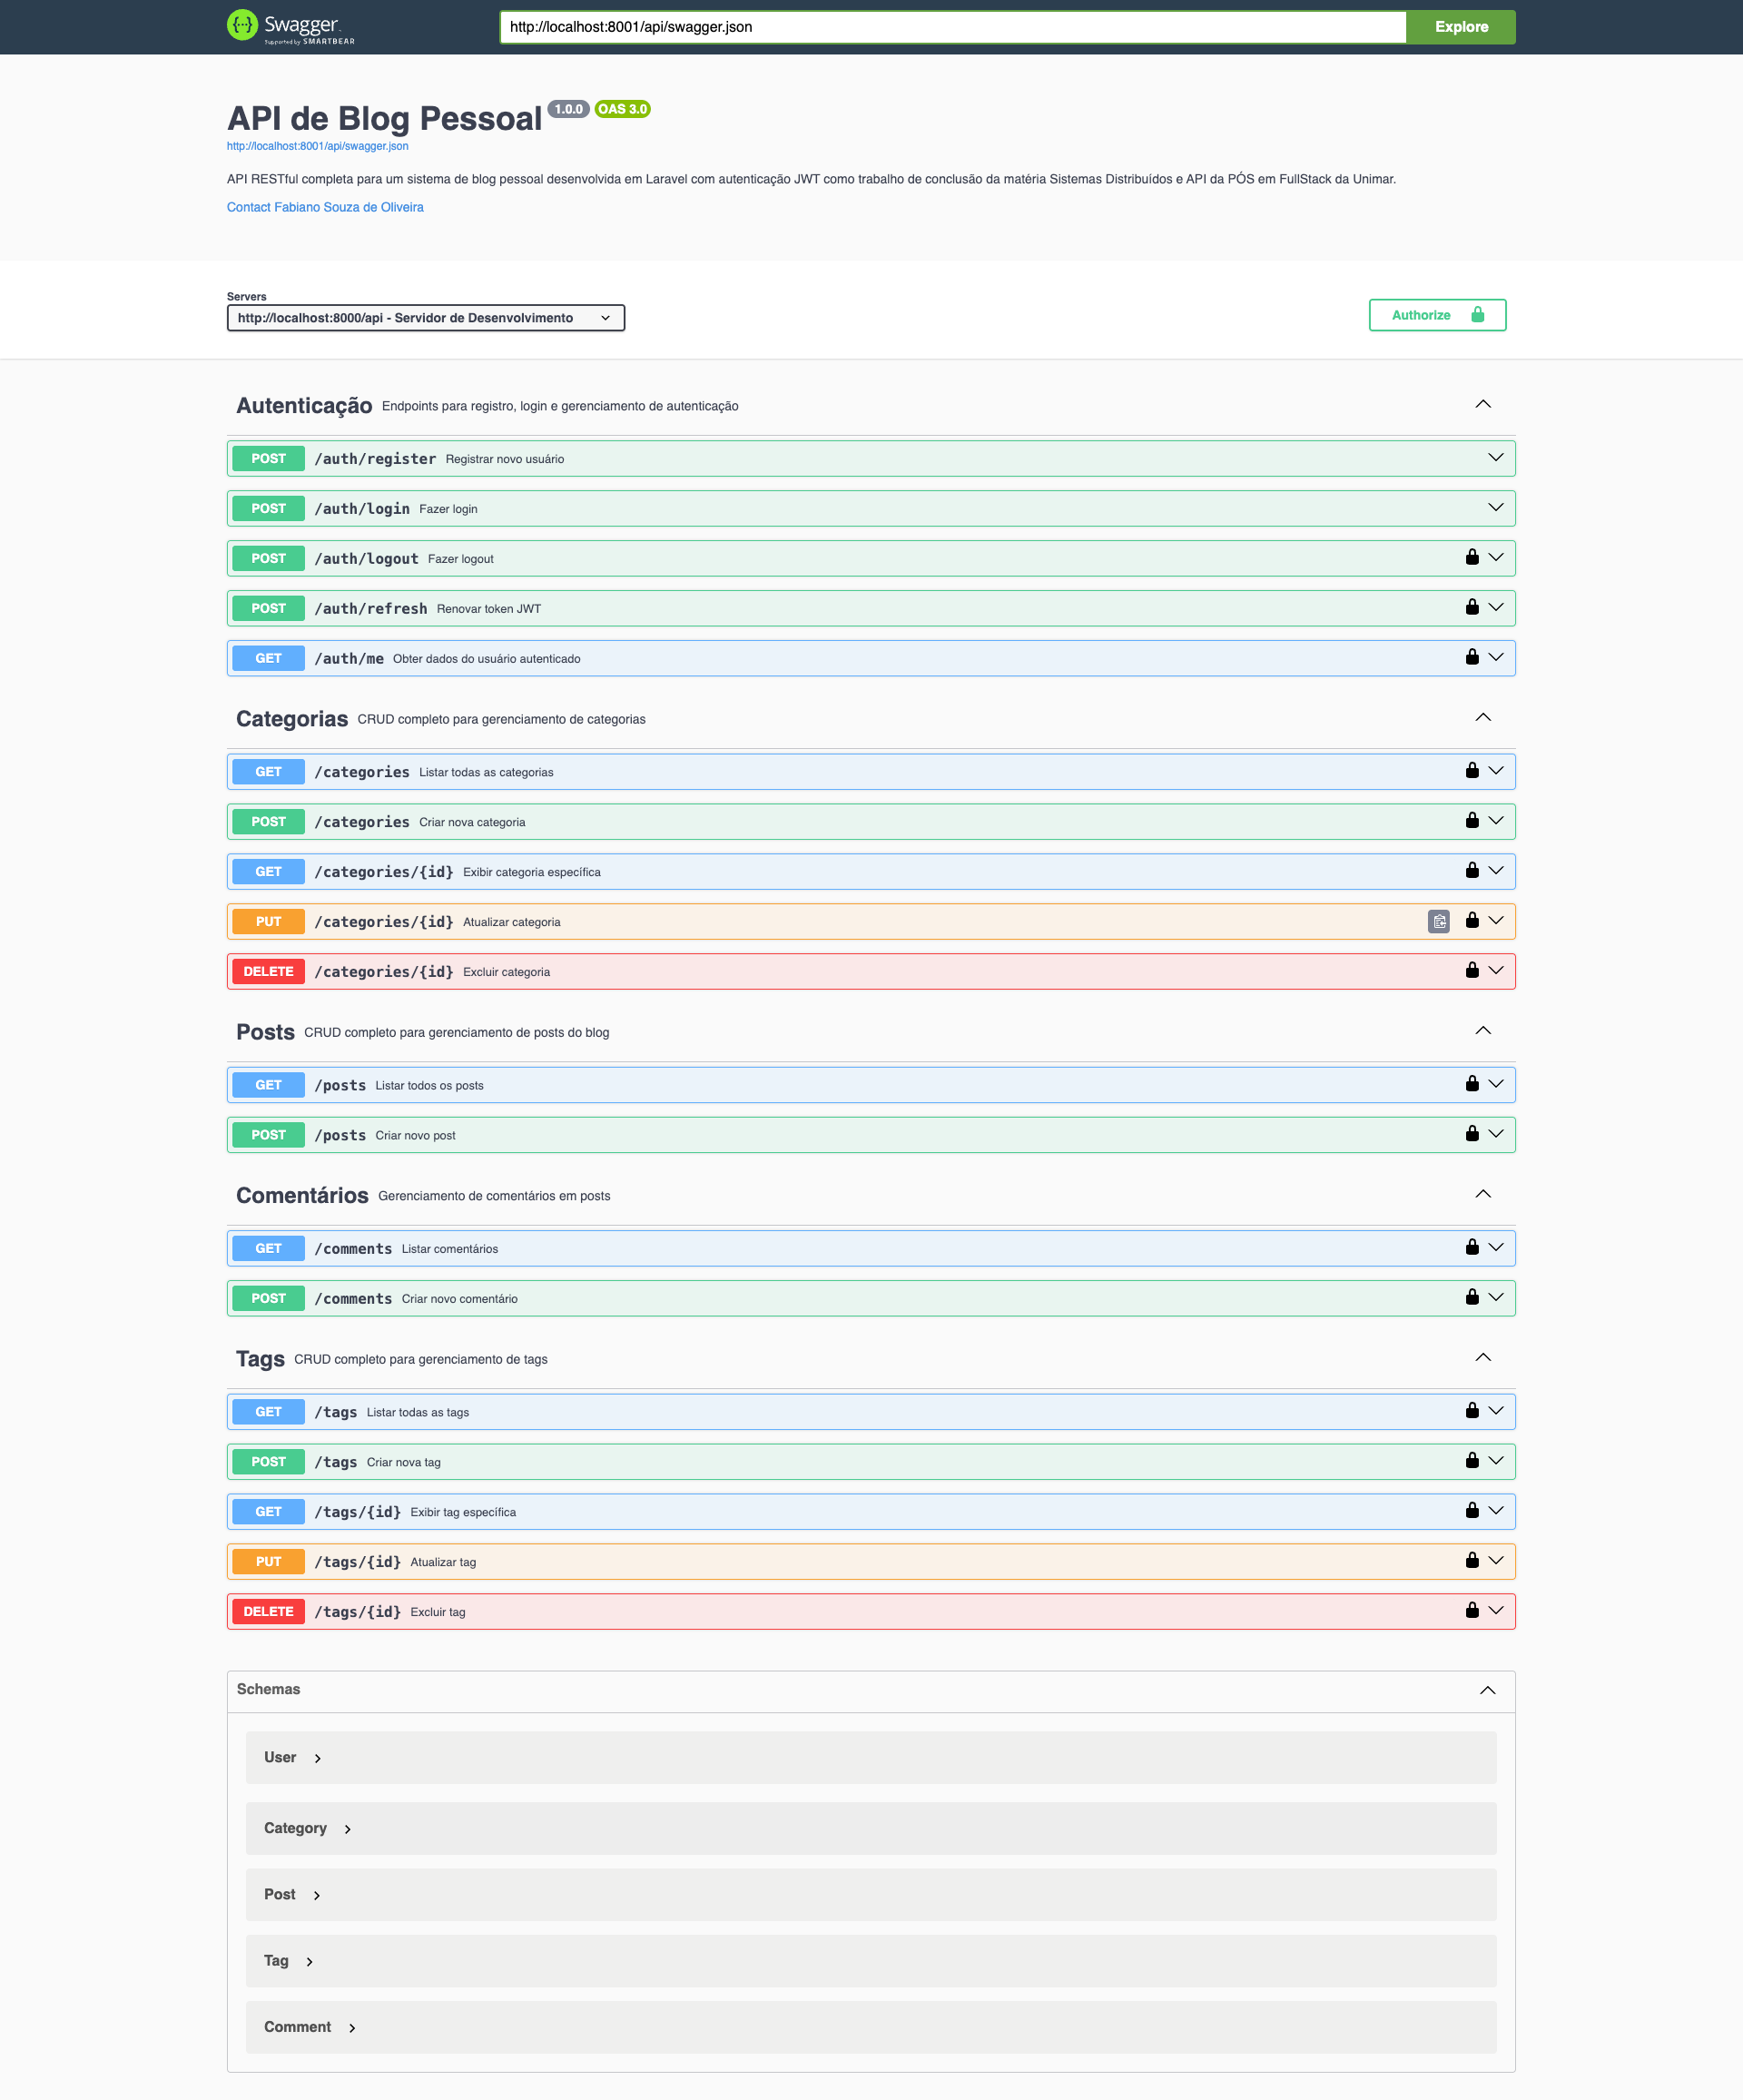 Swagger
Supported by SMARTBEAR
http://localhost:8001/api/swagger.json
Explore
API de Blog Pessoal 1.0.0 OAS 3.0
http://localhost:8001/api/swagger.json
API RESTful completa para um sistema de blog pessoal desenvolvida em Laravel com autenticação JWT como trabalho de conclusão da matéria Sistemas Distribuídos e API da PÓS em FullStack da Unimar.
Contact Fabiano Souza de Oliveira
Servers
http://localhost:8000/api - Servidor de Desenvolvimento
Authorize
Autenticação Endpoints para registro, login e gerenciamento de autenticação
POST /auth/register Registrar novo usuário
POST /auth/login Fazer login
POST /auth/logout Fazer logout
POST /auth/refresh Renovar token JWT
GET /auth/me Obter dados do usuário autenticado
Categorias CRUD completo para gerenciamento de categorias
GET /categories Listar todas as categorias
POST /categories Criar nova categoria
GET /categories/{id} Exibir categoria específica
PUT /categories/{id} Atualizar categoria
DELETE /categories/{id} Excluir categoria
Posts CRUD completo para gerenciamento de posts do blog
GET /posts Listar todos os posts
POST /posts Criar novo post
Comentários Gerenciamento de comentários em posts
GET /comments Listar comentários
POST /comments Criar novo comentário
Tags CRUD completo para gerenciamento de tags
GET /tags Listar todas as tags
POST /tags Criar nova tag
GET /tags/{id} Exibir tag específica
PUT /tags/{id} Atualizar tag
DELETE /tags/{id} Excluir tag
Schemas
User
Category
Post
Tag
Comment